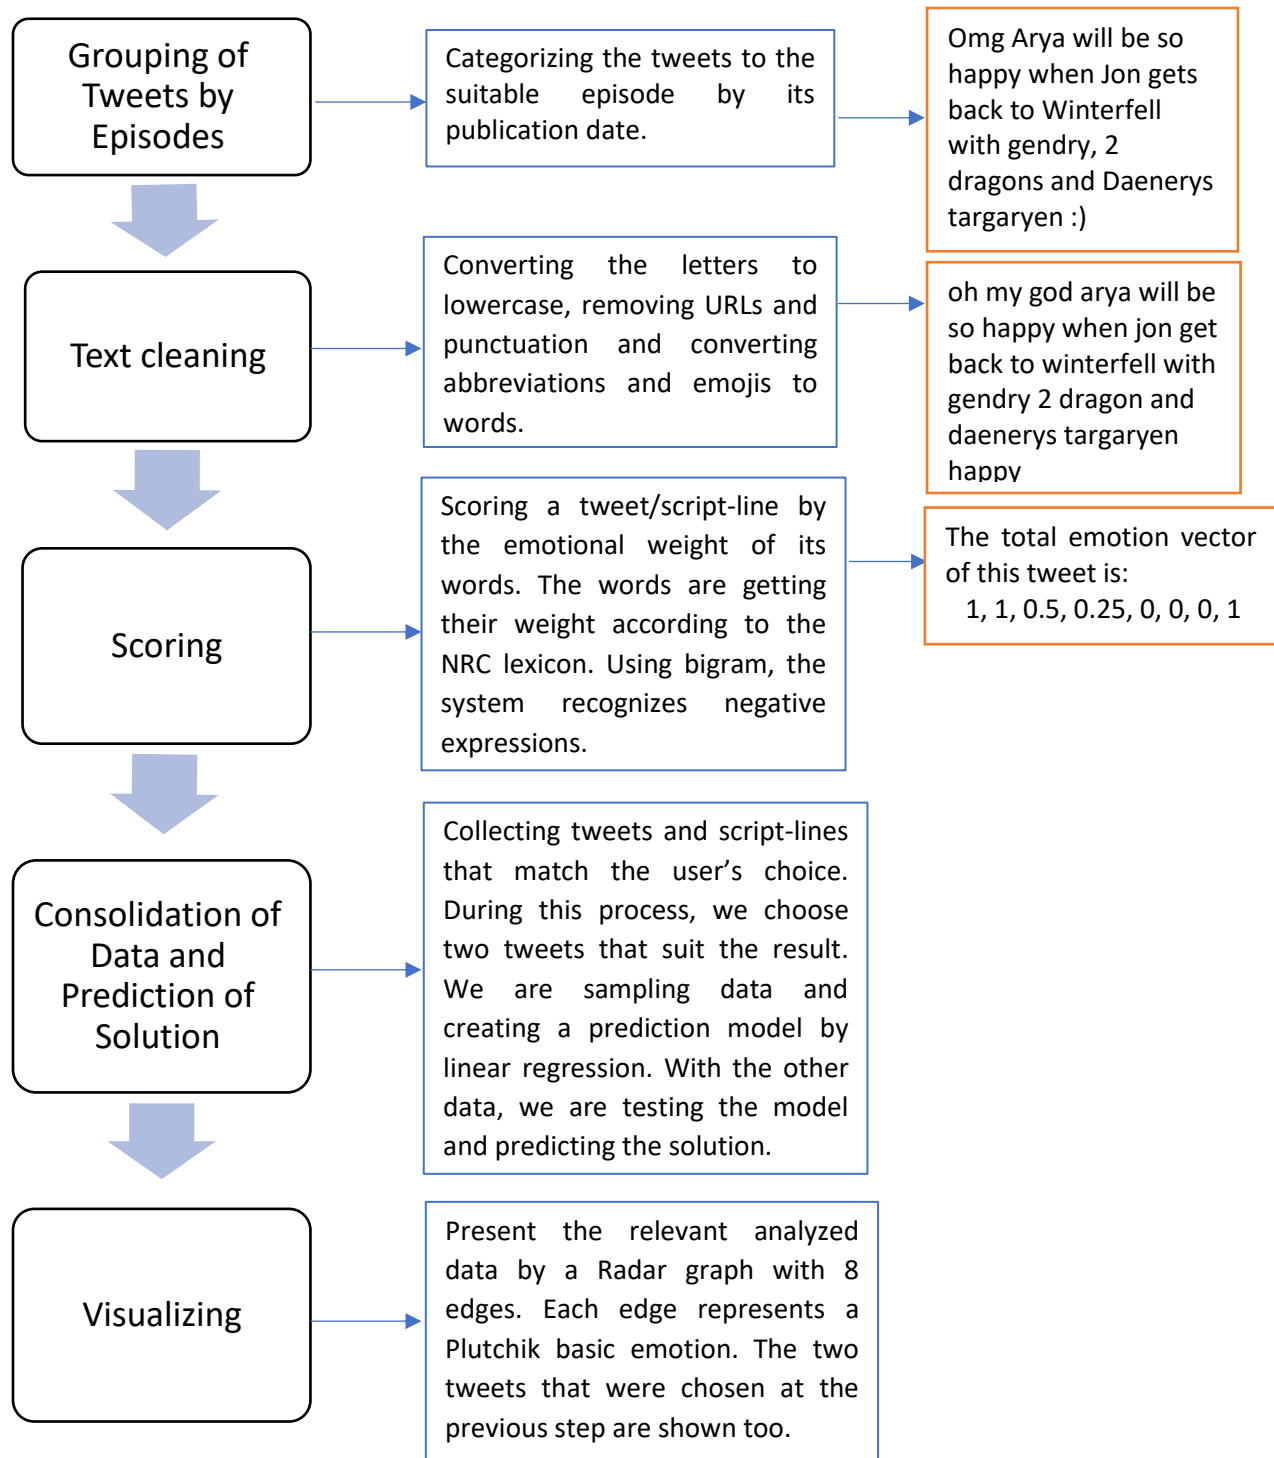 Grouping of
Tweets by
Episodes
Categorizing the tweets to the
suitable episode by its
publication date.
Omg Arya will be so
happy when Jon gets
back to Winterfell
with gendry, 2
dragons and Daenerys
targaryen :)
Text cleaning
Converting the letters to
lowercase, removing URLs and
punctuation and converting
abbreviations and emojis to
words.
oh my god arya will be
so happy when jon get
back to winterfell with
gendry 2 dragon and
daenerys targaryen
happy
Scoring
Scoring a tweet/script-line by
the emotional weight of its
words. The words are getting
their weight according to the
NRC lexicon. Using bigram, the
system recognizes negative
expressions.
The total emotion vector
of this tweet is:
1, 1, 0.5, 0.25, 0, 0, 0, 1
Consolidation of
Data and
Prediction of
Solution
Collecting tweets and script-lines
that match the user’s choice.
During this process, we choose
two tweets that suit the result.
We are sampling data and
creating a prediction model by
linear regression. With the other
data, we are testing the model
and predicting the solution.
Visualizing
Present the relevant analyzed
data by a Radar graph with 8
edges. Each edge represents a
Plutchik basic emotion. The two
tweets that were chosen at the
previous step are shown too.